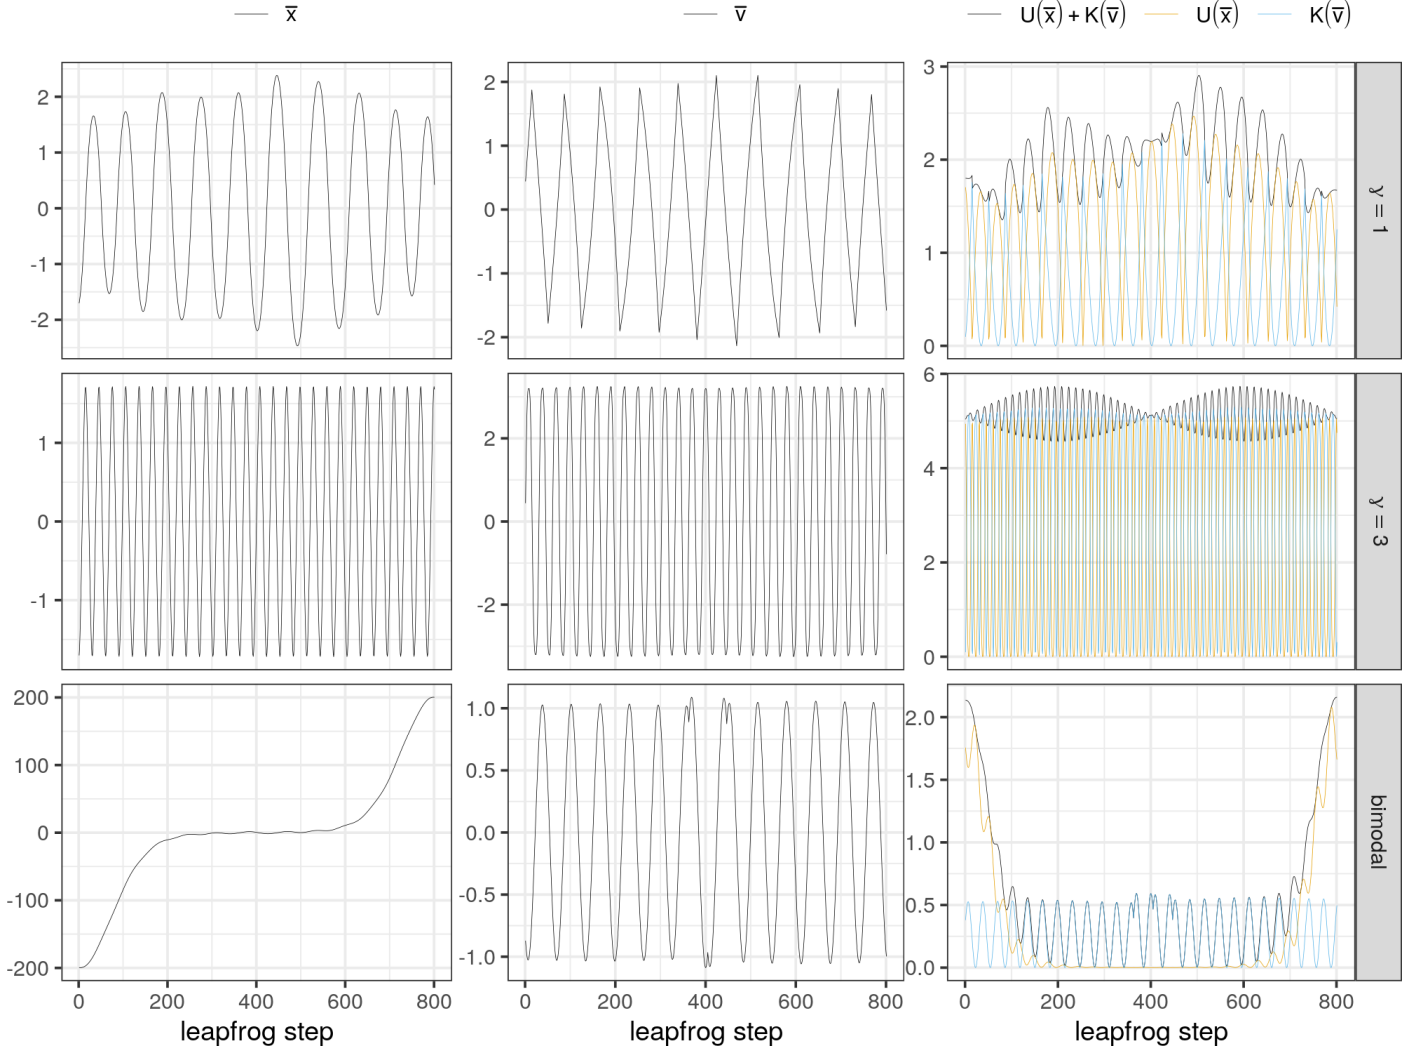 x̅ v̅ U(x̅) + K(v̅) U(x̅) K(v̅)
2 1 0 -1 -2
2 1 0 -1 -2
3 2 1 0
γ = 1
1 0 -1
2 0 -2
6 4 2 0
γ = 3
200 100 0 -100 -200
1.0 0.5 0.0 -0.5 -1.0
2.0 1.5 1.0 0.5 0.0
bimodal
0 200 400 600 800 0 200 400 600 800 0 200 400 600 800
leapfrog step leapfrog step leapfrog step